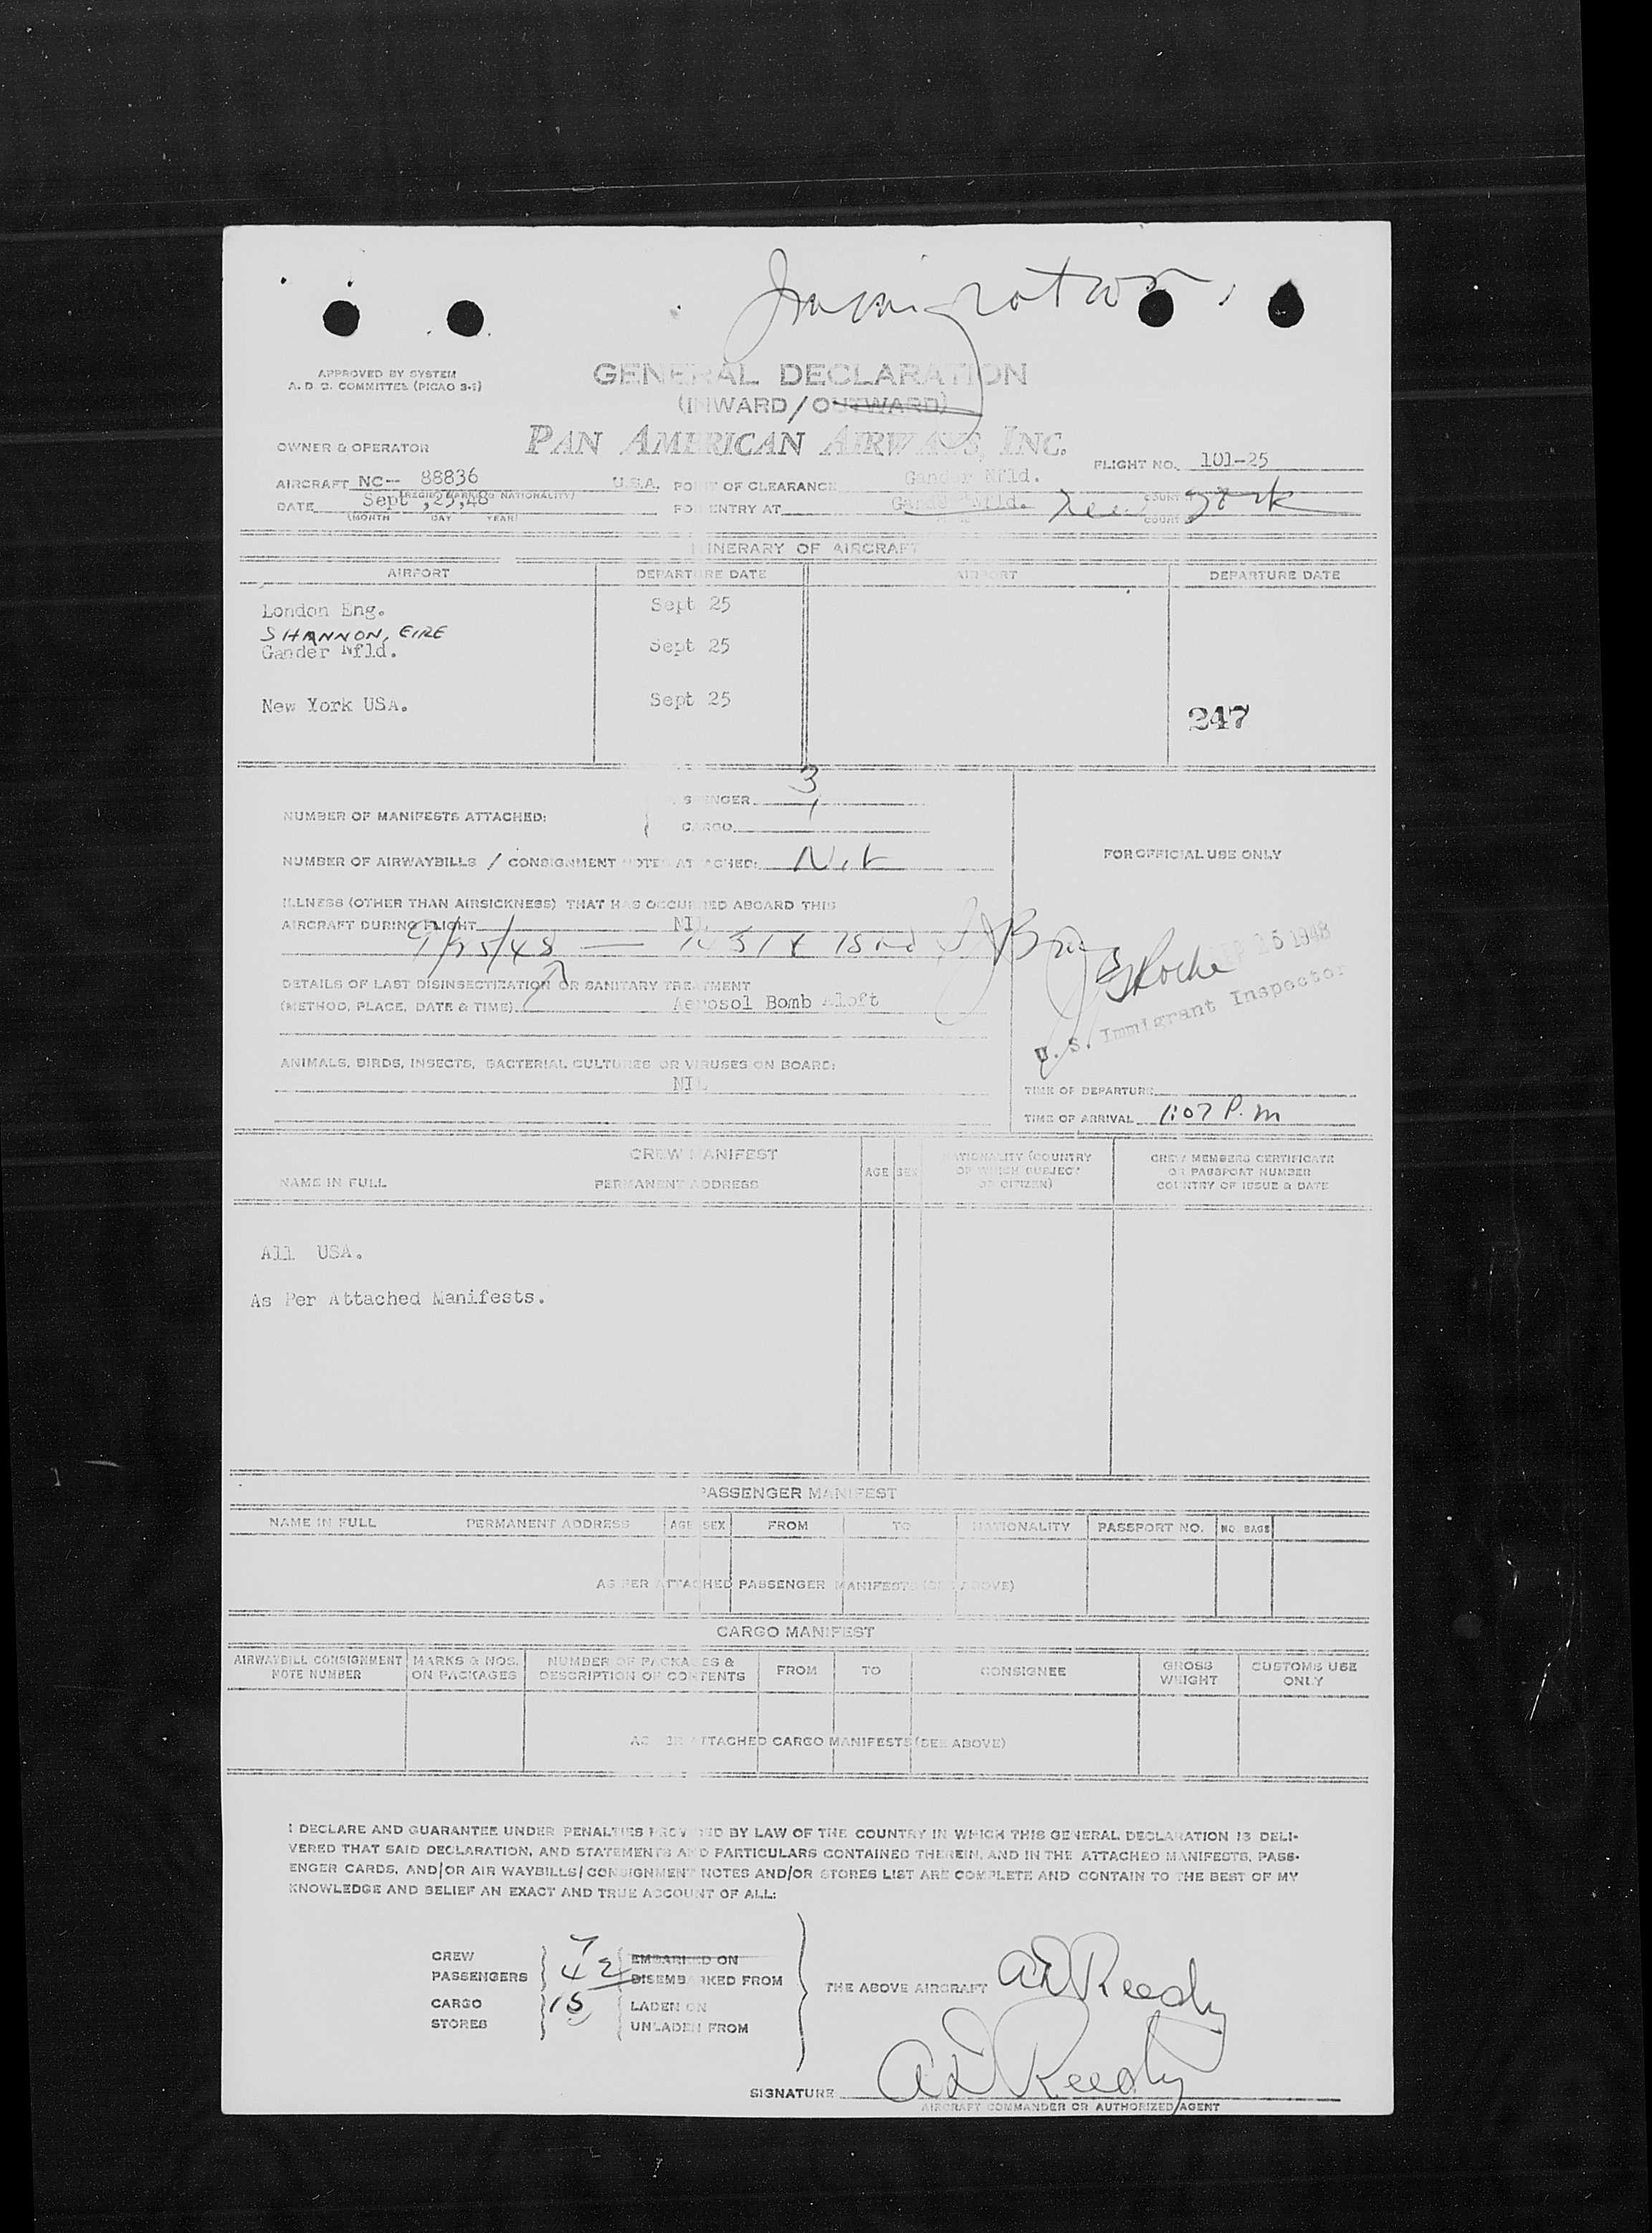 Immigration
APPROVED BY SYSTEM
A. D. C. COMMITTEE (PICAO 3-1)
GENERAL DECLARATION
(INWARD/OUTWARD)
PAN AMERICAN AIRWAYS, INC.
OWNER & OPERATOR
FLIGHT NO. 101-25
AIRCRAFT NC-- 88836 U.S.A. POINT OF CLEARANCE Gander Nfld.
DATE Sept ,25,48 FOR ENTRY AT Gander Nfld. New York
(MONTH DAY YEAR)
ITINERARY OF AIRCRAFT
AIRPORT DEPARTURE DATE AIRPORT DEPARTURE DATE
London Eng. Sept 25
SHANNON, EIRE
Gander Nfld. Sept 25
New York USA. Sept 25
247
NUMBER OF MANIFESTS ATTACHED:
PASSENGER 3
CARGO 1
NUMBER OF AIRWAYBILLS / CONSIGNMENT NOTES ATTACHED: Nil
FOR OFFICIAL USE ONLY
ILLNESS (OTHER THAN AIRSICKNESS) THAT HAS OCCURRED ABOARD THIS
AIRCRAFT DURING FLIGHT NIL
9/25/48
SEP 25 1948
Roche
U. S. Immigrant Inspector
DETAILS OF LAST DISINSECTIZATION OR SANITARY TREATMENT
(METHOD, PLACE, DATE & TIME) Aerosol Bomb Aloft
ANIMALS, BIRDS, INSECTS, BACTERIAL CULTURES OR VIRUSES ON BOARD:
NIL
TIME OF DEPARTURE
TIME OF ARRIVAL 1:07 P.m
CREW MANIFEST
NAME IN FULL PERMANENT ADDRESS AGE SEX NATIONALITY (COUNTRY OF WHICH SUBJECT OR CITIZEN) CREW MEMBERS CERTIFICATE OR PASSPORT NUMBER COUNTRY OF ISSUE & DATE
All USA.
As Per Attached Manifests.
PASSENGER MANIFEST
NAME IN FULL PERMANENT ADDRESS AGE SEX FROM TO NATIONALITY PASSPORT NO. NO. BAGS
AS PER ATTACHED PASSENGER MANIFESTS (SEE ABOVE)
CARGO MANIFEST
AIRWAYBILL CONSIGNMENT NOTE NUMBER MARKS & NOS. ON PACKAGES NUMBER OF PACKAGES & DESCRIPTION OF CONTENTS FROM TO CONSIGNEE GROSS WEIGHT CUSTOMS USE ONLY
AS PER ATTACHED CARGO MANIFESTS (SEE ABOVE)
I DECLARE AND GUARANTEE UNDER PENALTIES PROVIDED BY LAW OF THE COUNTRY IN WHICH THIS GENERAL DECLARATION IS DELI-
VERED THAT SAID DECLARATION, AND STATEMENTS AND PARTICULARS CONTAINED THEREIN, AND IN THE ATTACHED MANIFESTS, PASS-
ENGER CARDS, AND/OR AIR WAYBILLS/CONSIGNMENT NOTES AND/OR STORES LIST ARE COMPLETE AND CONTAIN TO THE BEST OF MY
KNOWLEDGE AND BELIEF AN EXACT AND TRUE ACCOUNT OF ALL:
CREW 7 EMBARKED ON
PASSENGERS 42 DISEMBARKED FROM THE ABOVE AIRCRAFT AD Reedy
CARGO 15 LADEN ON
STORES UNLADEN FROM
SIGNATURE AD Reedy
AIRCRAFT COMMANDER OR AUTHORIZED AGENT